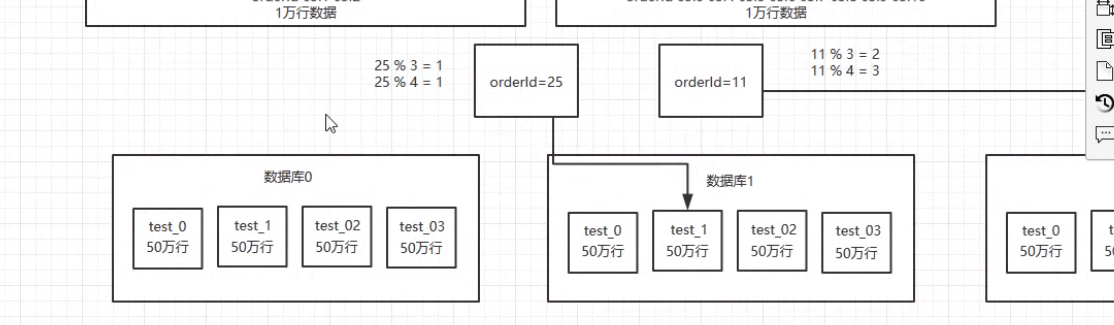 1万行数据
1万行数据
25 % 3 = 1
25 % 4 = 1
orderId=25
orderId=11
11 % 3 = 2
11 % 4 = 3
数据库0
test_0
50万行
test_1
50万行
test_02
50万行
test_03
50万行
数据库1
test_0
50万行
test_1
50万行
test_02
50万行
test_03
50万行
test_0
50万行